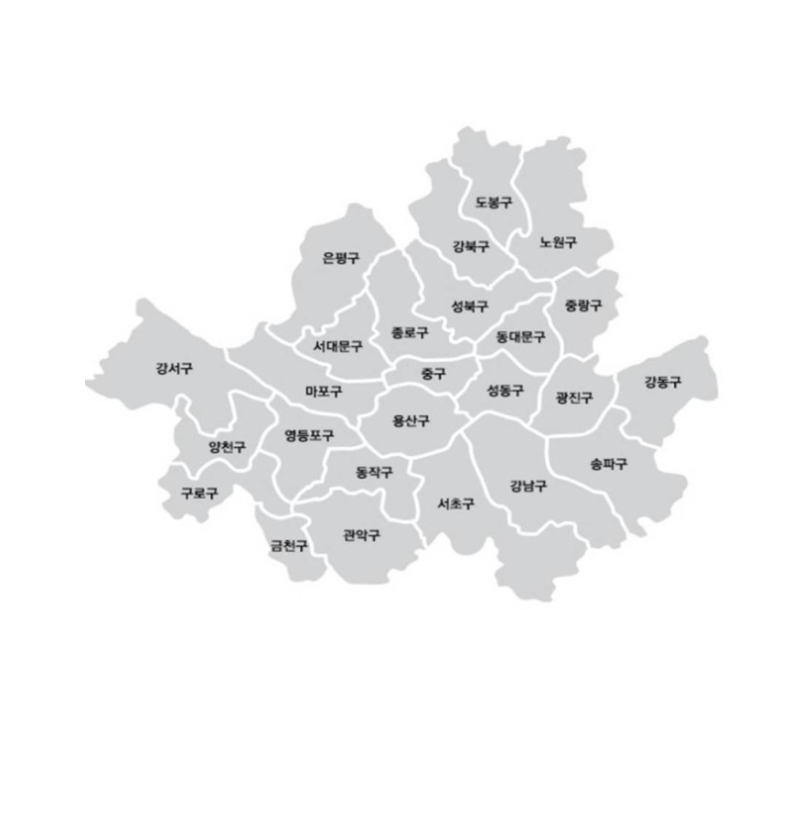 도봉구
강북구
노원구
은평구
성북구
중랑구
종로구
동대문구
서대문구
강서구
중구
강동구
마포구
성동구
광진구
용산구
영등포구
양천구
송파구
동작구
강남구
구로구
서초구
관악구
금천구